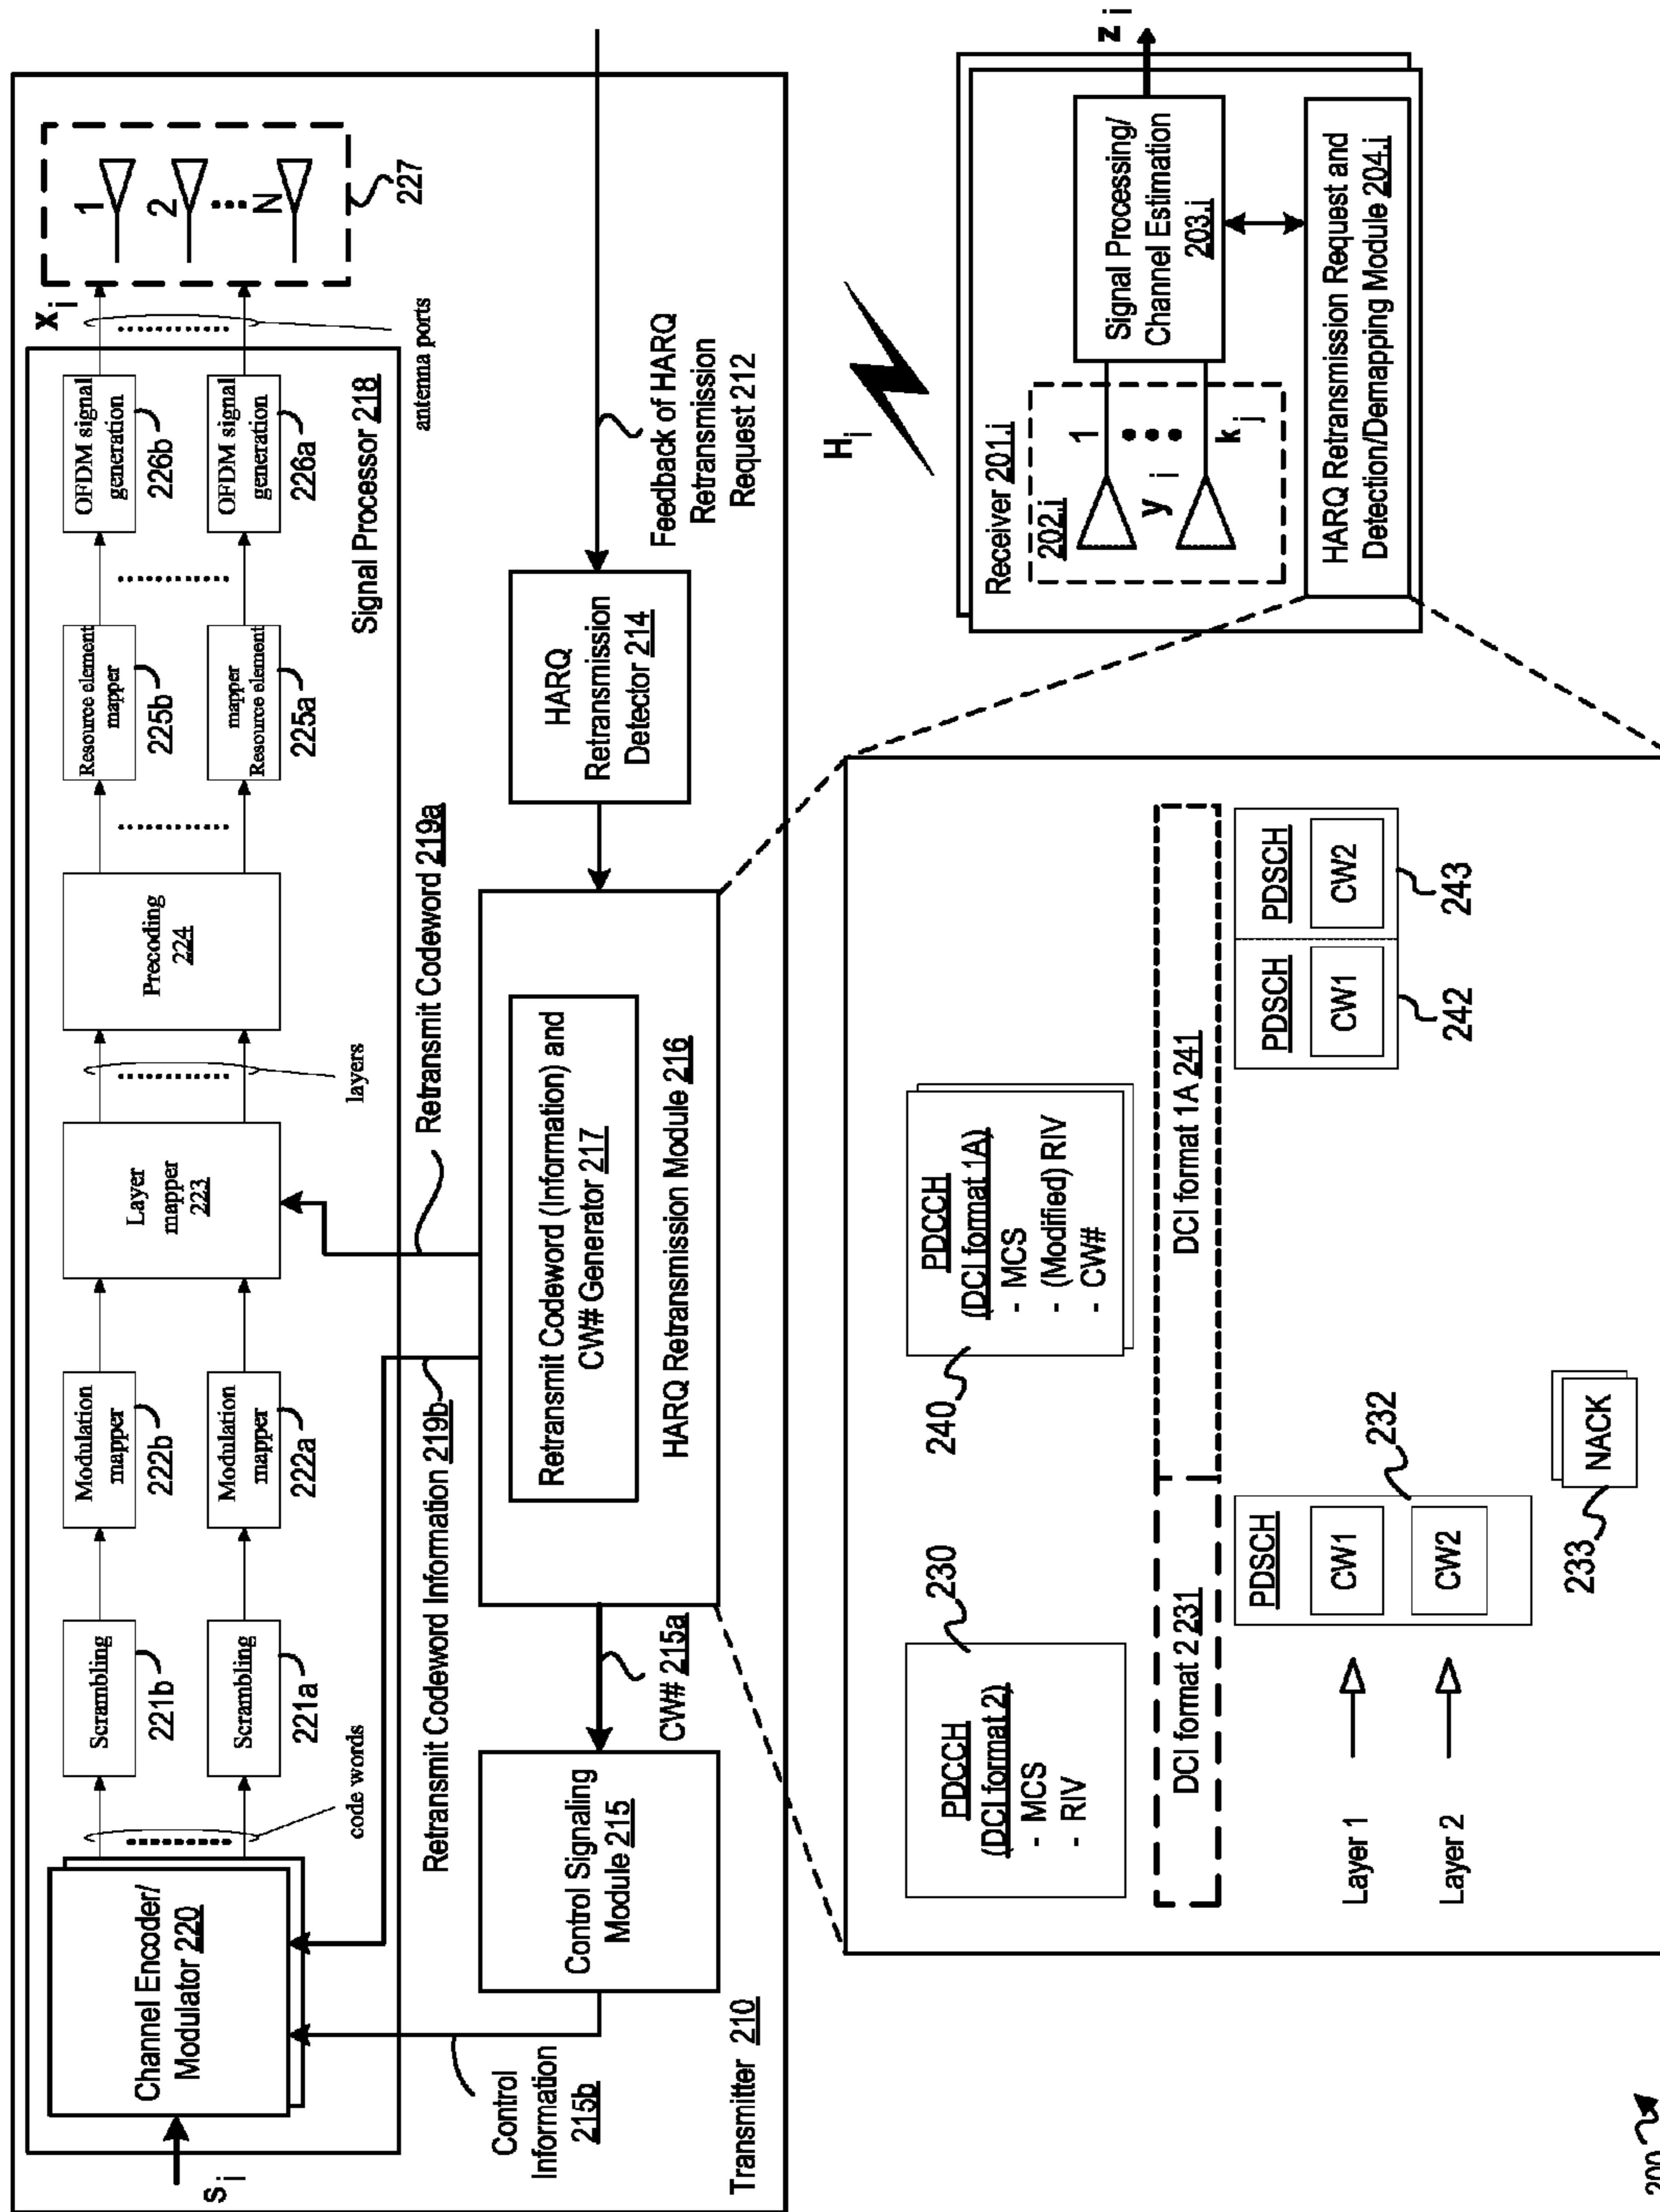 s i
Channel Encoder/
Modulator 220
code words
Scrambling
221b
Scrambling
221a
Modulation
mapper
222b
Modulation
mapper
222a
Layer
mapper
223
layers
Precoding
224
Resource element
mapper
225b
mapper
Resource element
225a
OFDM signal
generation
226b
OFDM signal
generation
226a
Signal Processor 218
x i
antenna ports
1
2
N
227
Control
Information
215b
Retransmit Codeword Information 219b
Retransmit Codeword 219a
Control Signaling
Module 215
CW# 215a
Retransmit Codeword (Information) and
CW# Generator 217
HARQ Retransmission Module 216
HARQ
Retransmission
Detector 214
Feedback of HARQ
Retransmission
Request 212
Transmitter 210
H i
230
PDCCH
(DCI format 2)
- MCS
- RIV
240
PDCCH
(DCI format 1A)
- MCS
- (Modified) RIV
- CW#
DCI format 2 231
DCI format 1A 241
Layer 1
Layer 2
PDSCH
CW1
CW2
232
233
NACK
PDSCH
CW1
242
PDSCH
CW2
243
Receiver 201.i
202.i
y i
1
k j
Signal Processing/
Channel Estimation
203.i
z i
HARQ Retransmission Request and
Detection/Demapping Module 204.i
200